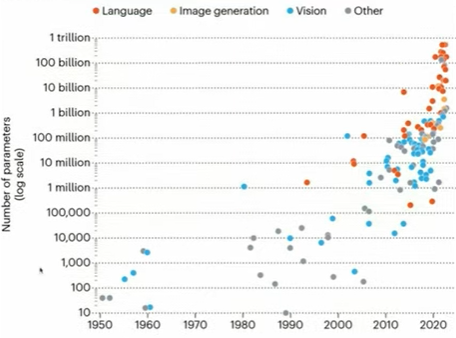 Language Image generation Vision Other
Number of parameters
(log scale)
1 trillion
100 billion
10 billion
1 billion
100 million
10 million
1 million
100,000
10,000
1,000
100
10
1950 1960 1970 1980 1990 2000 2010 2020